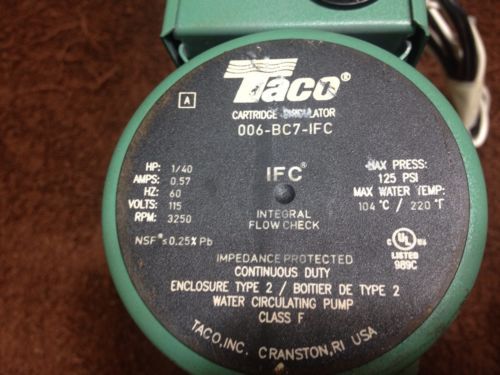 Taco®
CARTRIDGE CIRCULATOR
006-BC7-IFC
A
HP: 1/40
AMPS: 0.57
HZ: 60
VOLTS: 115
RPM: 3250
NSF® ≤ 0.25% Pb
IFC®
INTEGRAL
FLOW CHECK
MAX PRESS:
125 PSI
MAX WATER TEMP:
104°C / 220°F
C UL® US
LISTED
989C
IMPEDANCE PROTECTED
CONTINUOUS DUTY
ENCLOSURE TYPE 2 / BOITIER DE TYPE 2
WATER CIRCULATING PUMP
CLASS F
TACO, INC. CRANSTON, RI USA